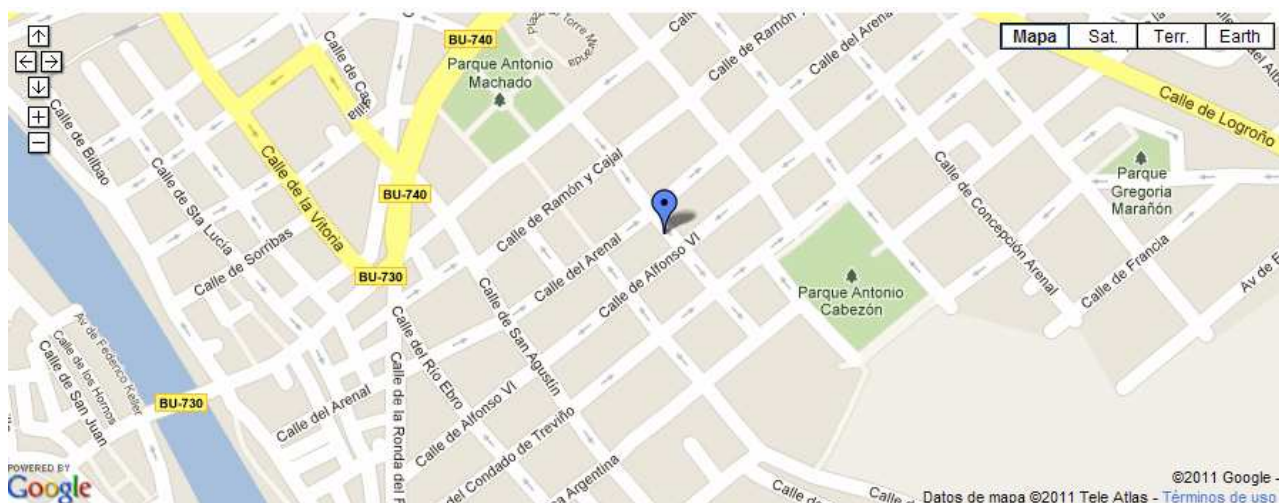 Mapa
Sat.
Terr.
Earth
BU-740
Parque Antonio
Machado
Calle de Ramón y
Calle del Arenal
Calle de Logroño
Calle de Bilbao
Calle de Sta Lucía
Calle de la Vitoria
BU-740
Parque
Gregoria
Marañón
Calle de Ramón y Cajal
Calle de Concepción Arenal
Calle de Sorribas
BU-730
Calle del Arenal
Calle de Alfonso VI
Calle de Francia
Parque Antonio
Cabezón
Calle de San Agustín
Calle del Río Ebro
Av de Federico Keller
Calle de los Hornos
Calle de San Juan
BU-730
Calle del Arenal
Calle de la Ronda del F
Calle de Alfonso VI
Calle del Condado de Treviño
Argentina
Calle de
Calle de
POWERED BY
Google
©2011 Google -
Datos de mapa ©2011 Tele Atlas - Términos de uso